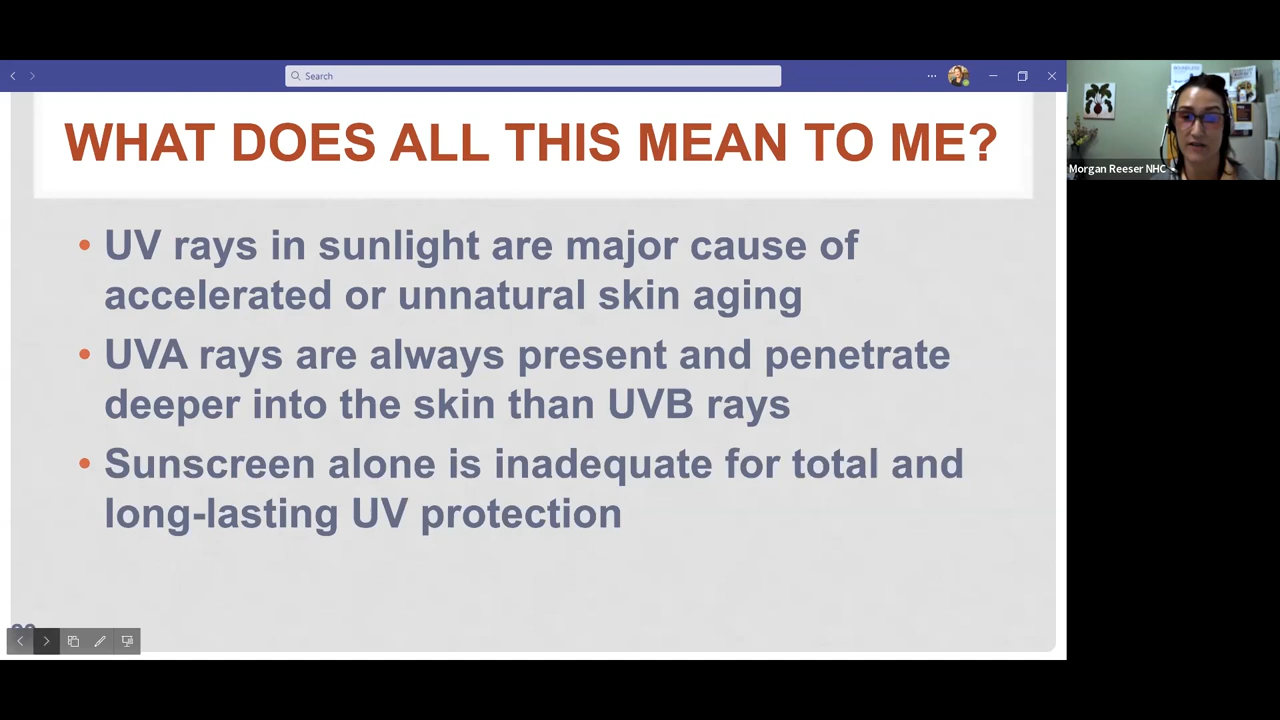 Search
WHAT DOES ALL THIS MEAN TO ME?
• UV rays in sunlight are major cause of
accelerated or unnatural skin aging
• UVA rays are always present and penetrate
deeper into the skin than UVB rays
• Sunscreen alone is inadequate for total and
long-lasting UV protection
Morgan Reeser NHC